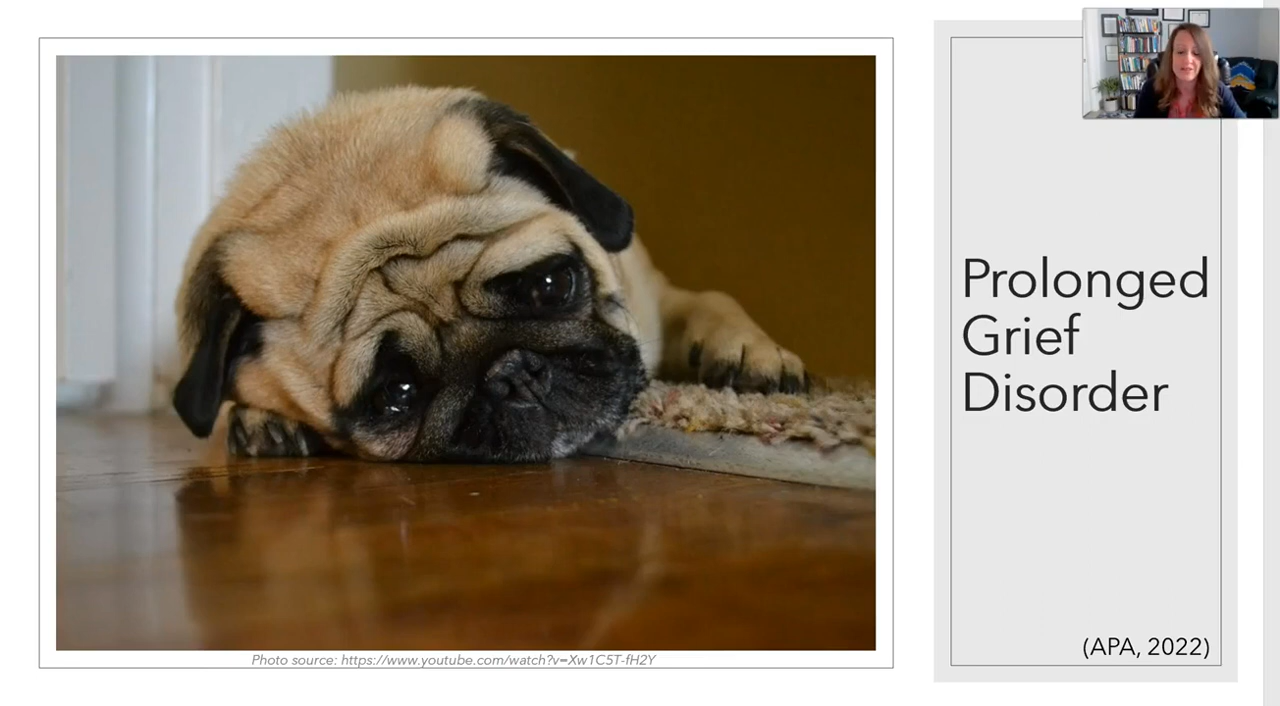 Prolonged
Grief
Disorder
(APA, 2022)
Photo source: https://www.youtube.com/watch?v=Xw1C5T-fH2Y